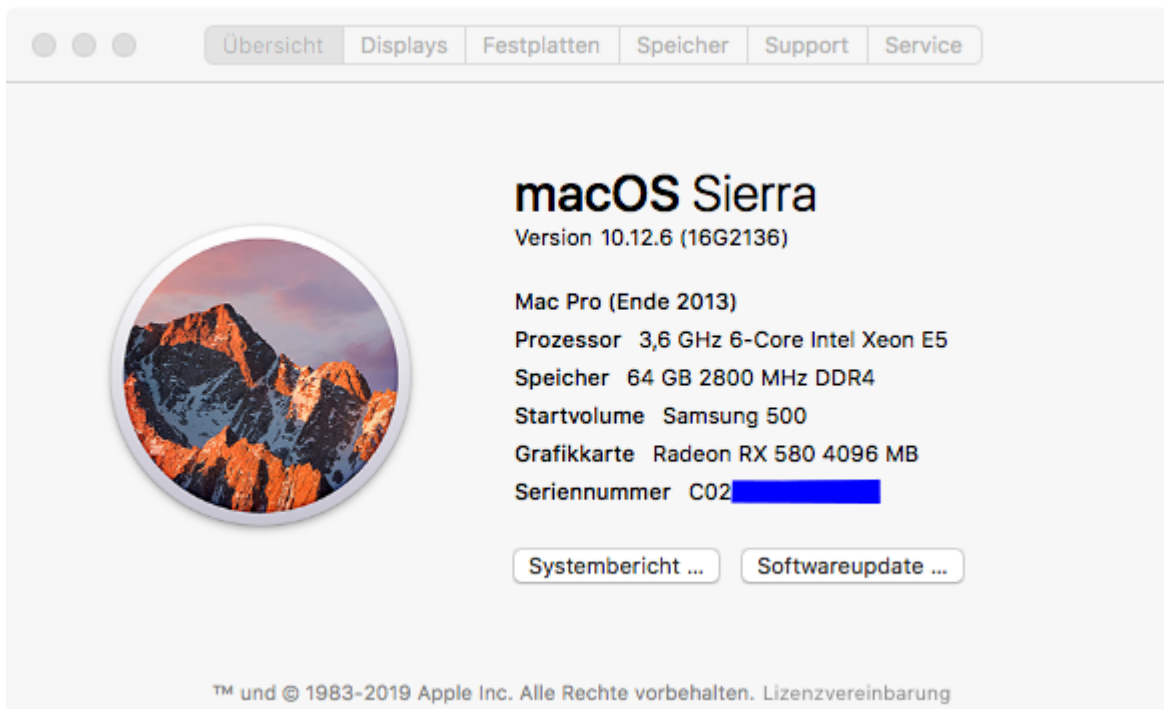 Übersicht Displays Festplatten Speicher Support Service
macOS Sierra
Version 10.12.6 (16G2136)
Mac Pro (Ende 2013)
Prozessor 3,6 GHz 6-Core Intel Xeon E5
Speicher 64 GB 2800 MHz DDR4
Startvolume Samsung 500
Grafikkarte Radeon RX 580 4096 MB
Seriennummer C02
Systembericht ... Softwareupdate ...
™ und © 1983-2019 Apple Inc. Alle Rechte vorbehalten. Lizenzvereinbarung